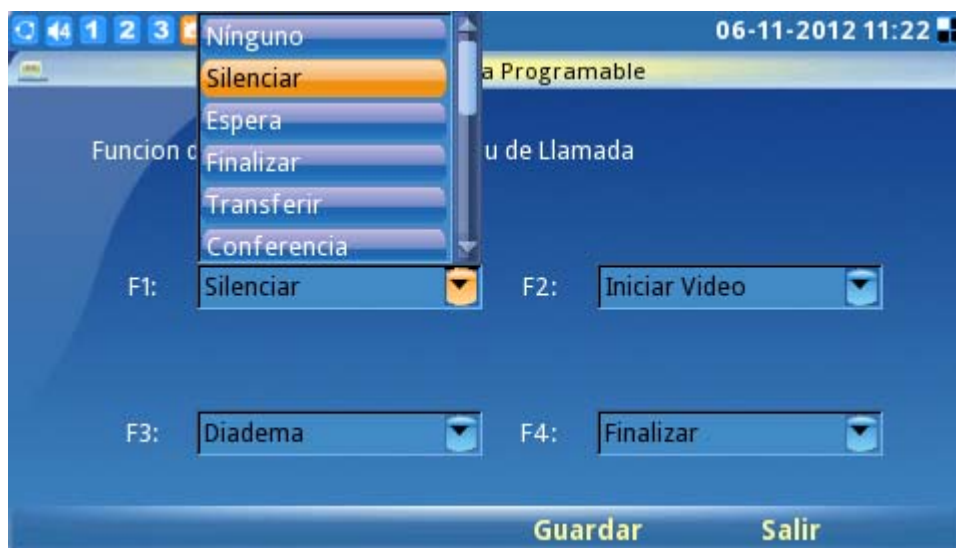 4 1 2 3 06-11-2012 11:22
Nínguno
Silenciar
a Programable
Espera
Funcion u de Llamada
Finalizar
Transferir
Conferencia
F1: Silenciar F2: Iniciar Video
F3: Diadema F4: Finalizar
Guardar Salir